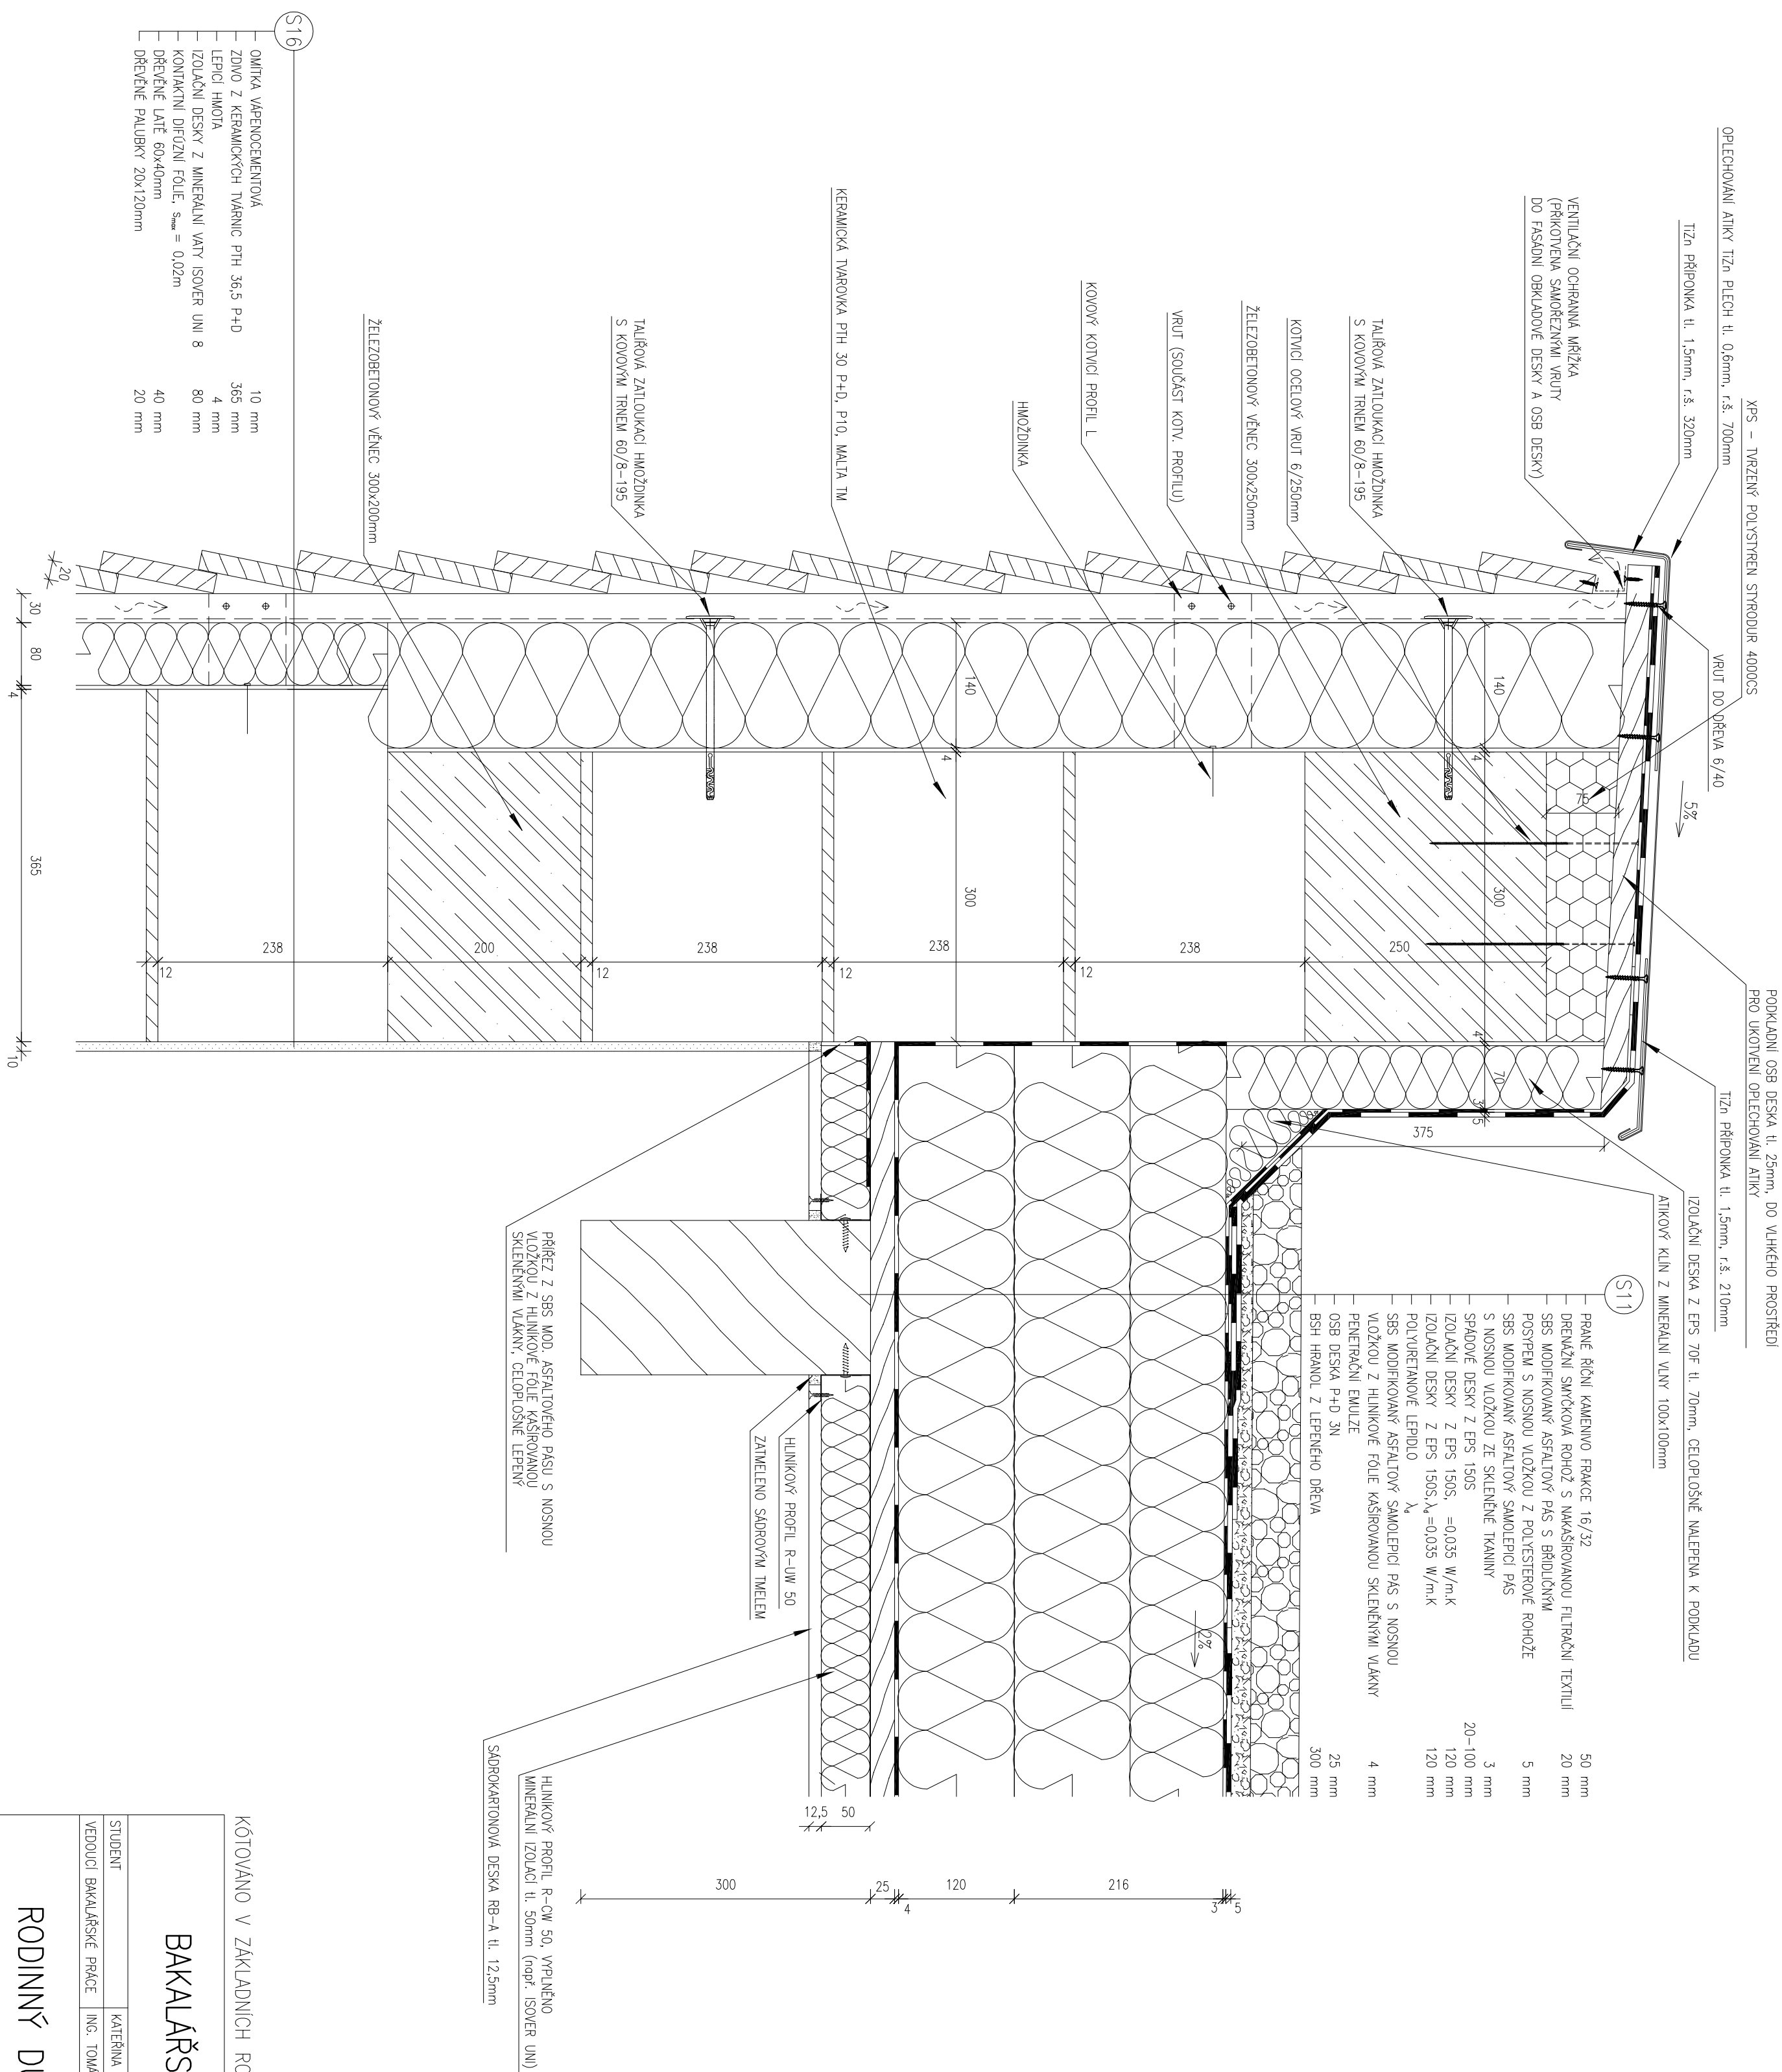 XPS – TVRZENÝ POLYSTYREN STYRODUR 4000CS
OPLECHOVÁNÍ ATIKY TiZn PLECH tl. 0,6mm, r.š. 700mm
TiZn PŘÍPONKA tl. 1,5mm, r.š. 320mm
VRUT DO DŘEVA 6/40
5%
VENTILAČNÍ OCHRANNÁ MŘÍŽKA
(PŘIKOTVENA SAMOŘEZNÝMI VRUTY
DO FASÁDNÍ OBKLADOVÉ DESKY A OSB DESKY)
TALÍŘOVÁ ZATLOUKACÍ HMOŽDINKA
S KOVOVÝM TRNEM 60/8-195
KOTVICÍ OCELOVÝ VRUT 6/250mm
ŽELEZOBETONOVÝ VĚNEC 300x250mm
VRUT (SOUČÁST KOTV. PROFILU)
KOVOVÝ KOTVICÍ PROFIL L
HMOŽDINKA
KERAMICKÁ TVAROVKA PTH 30 P+D, P10, MALTA TM
TALÍŘOVÁ ZATLOUKACÍ HMOŽDINKA
S KOVOVÝM TRNEM 60/8-195
ŽELEZOBETONOVÝ VĚNEC 300x200mm
S16
OMÍTKA VÁPENOCEMENTOVÁ 10 mm
ZDIVO Z KERAMICKÝCH TVÁRNIC PTH 36,5 P+D 365 mm
LEPICÍ HMOTA 4 mm
IZOLAČNÍ DESKY Z MINERÁLNÍ VATY ISOVER UNI 8 80 mm
KONTAKTNÍ DIFÚZNÍ FÓLIE, smax = 0,02m
DŘEVĚNÉ LATĚ 60x40mm 40 mm
DŘEVĚNÉ PALUBKY 20x120mm 20 mm
PODKLADNÍ OSB DESKA tl. 25mm, DO VLHKÉHO PROSTŘEDÍ
PRO UKOTVENÍ OPLECHOVÁNÍ ATIKY
TiZn PŘÍPONKA tl. 1,5mm, r.š. 210mm
IZOLAČNÍ DESKA Z EPS 70F tl. 70mm, CELOPLOŠNĚ NALEPENA K PODKLADU
ATIKOVÝ KLÍN Z MINERÁLNÍ VLNY 100x100mm
S11
PRANÉ ŘÍČNÍ KAMENIVO FRAKCE 16/32 50 mm
DRENÁŽNÍ SMYČKOVÁ ROHOŽ S NAKAŠÍROVANOU FILTRAČNÍ TEXTILIÍ 20 mm
SBS MODIFIKOVANÝ ASFALTOVÝ PÁS S BŘIDLIČNÝM
POSYPEM S NOSNOU VLOŽKOU Z POLYESTEROVÉ ROHOŽE 5 mm
SBS MODIFIKOVANÝ ASFALTOVÝ SAMOLEPICÍ PÁS
S NOSNOU VLOŽKOU ZE SKLENĚNÉ TKANINY 3 mm
SPÁDOVÉ DESKY Z EPS 150S 20-100 mm
IZOLAČNÍ DESKY Z EPS 150S, =0,035 W/m.K 120 mm
IZOLAČNÍ DESKY Z EPS 150S,λd=0,035 W/m.K 120 mm
POLYURETANOVÉ LEPIDLO λd
SBS MODIFIKOVANÝ ASFALTOVÝ SAMOLEPICÍ PÁS S NOSNOU
VLOŽKOU Z HLINÍKOVÉ FÓLIE KAŠÍROVANOU SKLENĚNÝMI VLÁKNY 4 mm
PENETRAČNÍ EMULZE
OSB DESKA P+D 3N 25 mm
BSH HRANOL Z LEPENÉHO DŘEVA 300 mm
2%
75
140
4
300
4
70
3
5
375
140
4
300
250
238
12
238
12
238
12
200
238
12
20
30
80
4
365
10
HLINÍKOVÝ PROFIL R-UW 50
ZATMELENO SÁDROVÝM TMELEM
PŘÍŘEZ Z SBS MOD. ASFALTOVÉHO PÁSU S NOSNOU
VLOŽKOU Z HLINÍKOVÉ FÓLIE KAŠÍROVANOU
SKLENĚNÝMI VLÁKNY, CELOPLOŠNĚ LEPENÝ
HLINÍKOVÝ PROFIL R-CW 50, VYPLNĚNO
MINERÁLNÍ IZOLACÍ tl. 50mm (např. ISOVER UNI)
SÁDROKARTONOVÁ DESKA RB-A tl. 12,5mm
12,5
50
300
25
4
120
216
3
5
KÓTOVÁNO V ZÁKLADNÍCH RO
BAKALÁŘS
STUDENT KATEŘINA
VEDOUCÍ BAKALÁŘSKÉ PRÁCE ING. TOMÁ
RODINNÝ DŮ